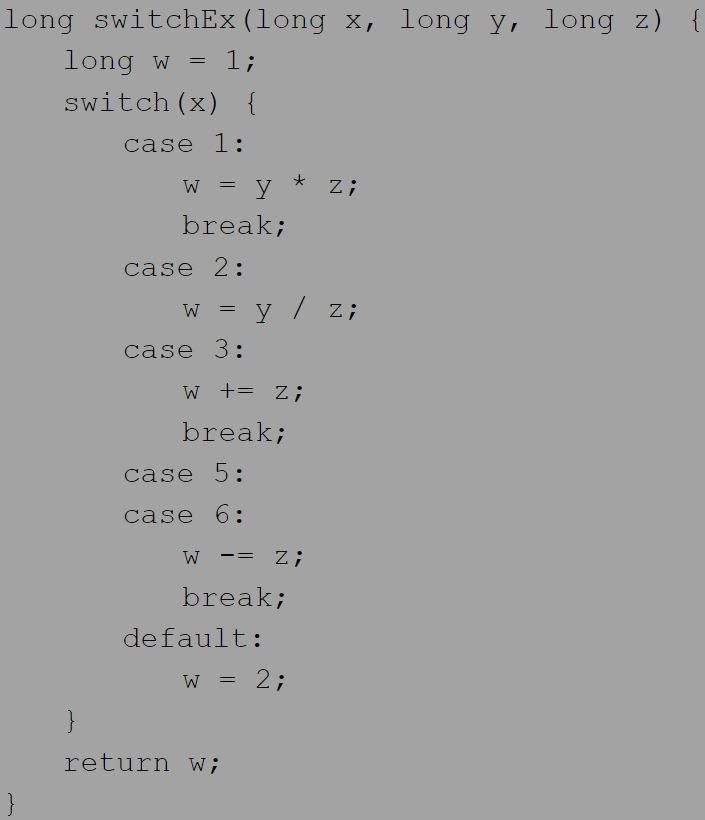 long switchEx(long x, long y, long z) {
    long w = 1;
    switch(x) {
        case 1:
            w = y * z;
            break;
        case 2:
            w = y / z;
        case 3:
            w += z;
            break;
        case 5:
        case 6:
            w -= z;
            break;
        default:
            w = 2;
    }
    return w;
}